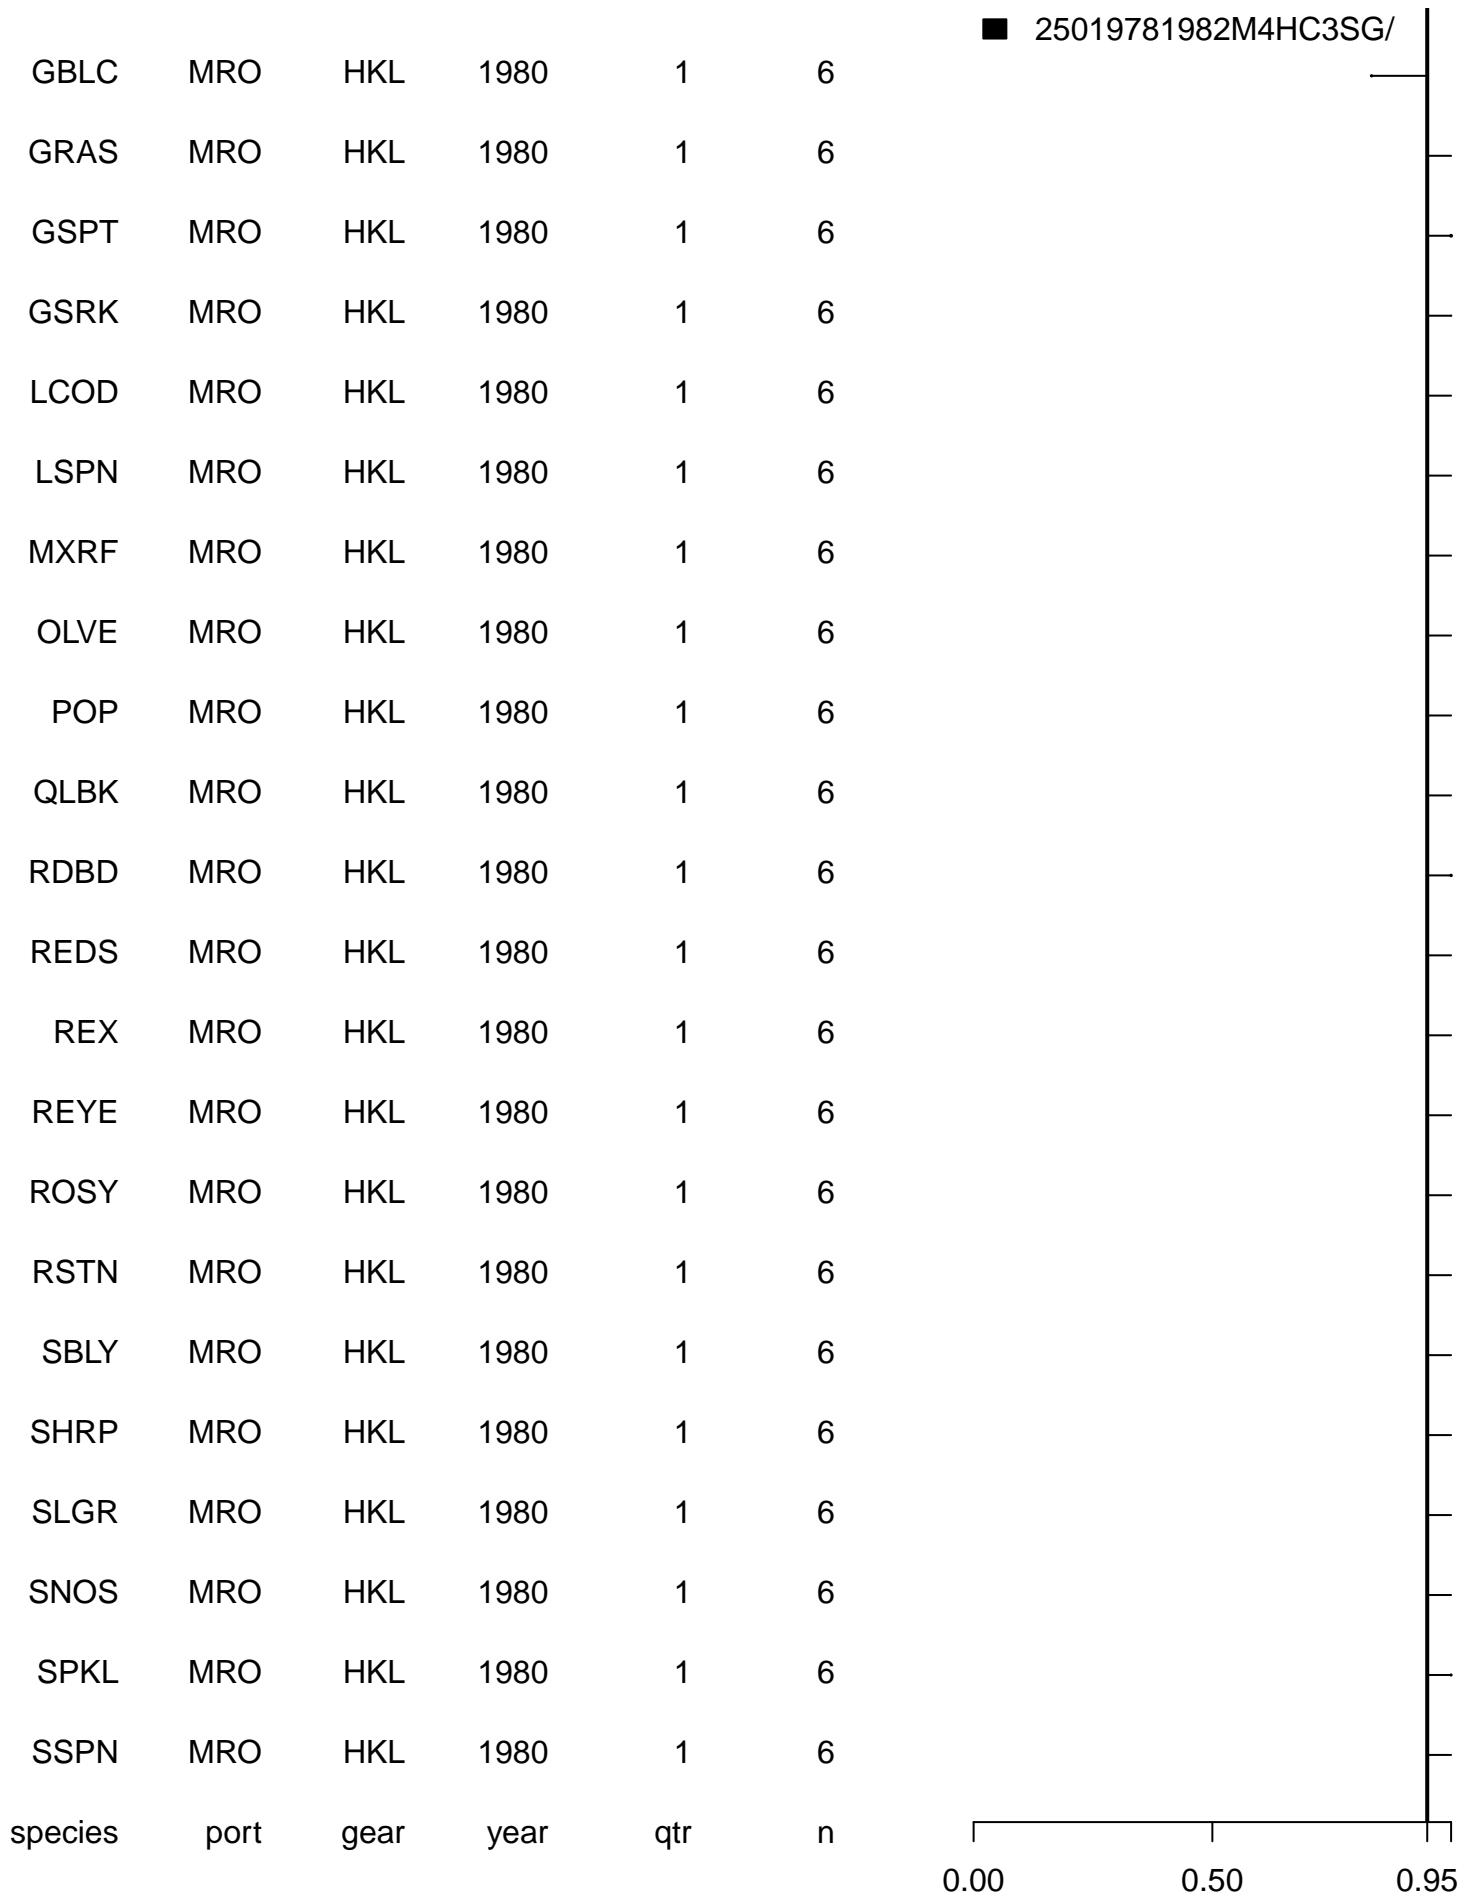 25019781982M4HC3SG/
GBLC MRO HKL 1980 1 6
GRAS MRO HKL 1980 1 6
GSPT MRO HKL 1980 1 6
GSRK MRO HKL 1980 1 6
LCOD MRO HKL 1980 1 6
LSPN MRO HKL 1980 1 6
MXRF MRO HKL 1980 1 6
OLVE MRO HKL 1980 1 6
POP MRO HKL 1980 1 6
QLBK MRO HKL 1980 1 6
RDBD MRO HKL 1980 1 6
REDS MRO HKL 1980 1 6
REX MRO HKL 1980 1 6
REYE MRO HKL 1980 1 6
ROSY MRO HKL 1980 1 6
RSTN MRO HKL 1980 1 6
SBLY MRO HKL 1980 1 6
SHRP MRO HKL 1980 1 6
SLGR MRO HKL 1980 1 6
SNOS MRO HKL 1980 1 6
SPKL MRO HKL 1980 1 6
SSPN MRO HKL 1980 1 6
species port gear year qtr n
0.00 0.50 0.95